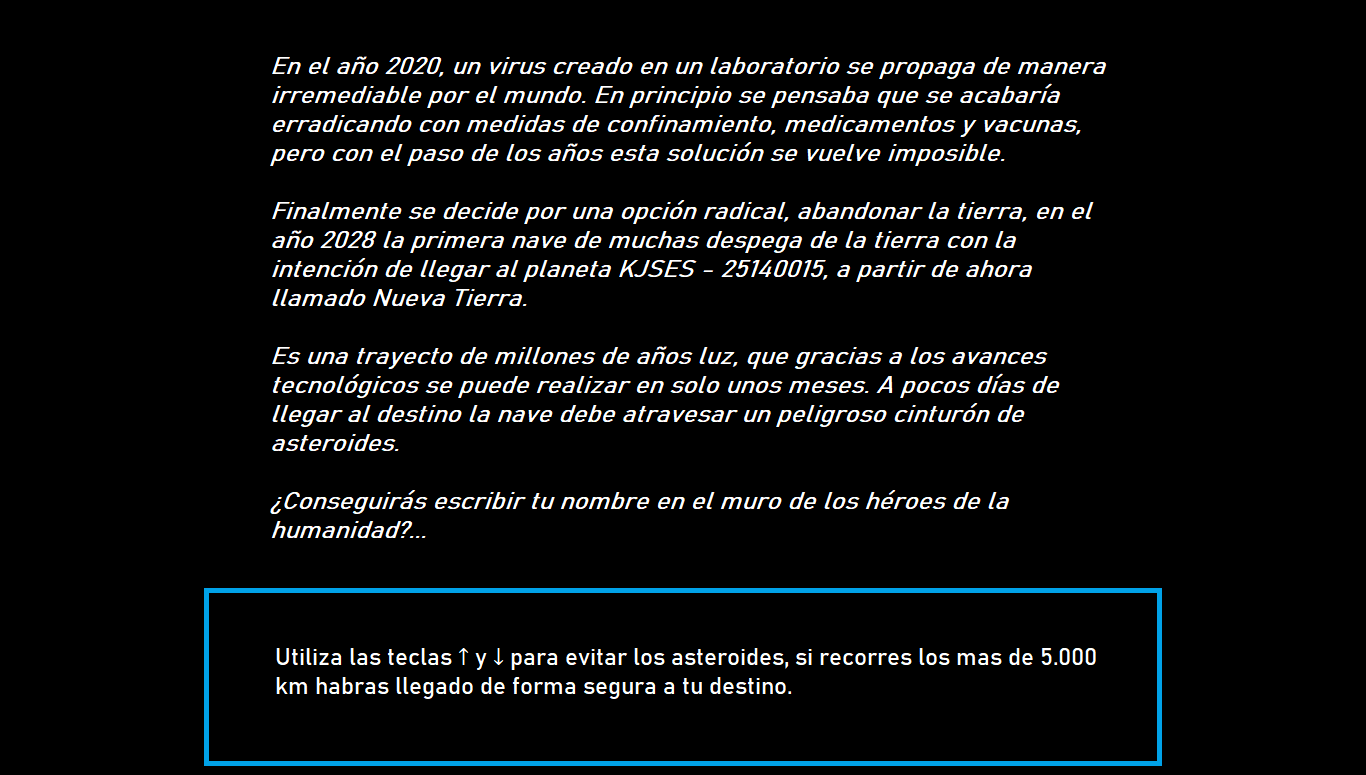 En el año 2020, un virus creado en un laboratorio se propaga de manera
irremediable por el mundo. En principio se pensaba que se acabaría
erradicando con medidas de confinamiento, medicamentos y vacunas,
pero con el paso de los años esta solución se vuelve imposible.
Finalmente se decide por una opción radical, abandonar la tierra, en el
año 2028 la primera nave de muchas despega de la tierra con la
intención de llegar al planeta KJSES - 25140015, a partir de ahora
llamado Nueva Tierra.
Es una trayecto de millones de años luz, que gracias a los avances
tecnológicos se puede realizar en solo unos meses. A pocos días de
llegar al destino la nave debe atravesar un peligroso cinturón de
asteroides.
¿Conseguirás escribir tu nombre en el muro de los héroes de la
humanidad?...
Utiliza las teclas ↑ y ↓ para evitar los asteroides, si recorres los mas de 5.000
km habras llegado de forma segura a tu destino.